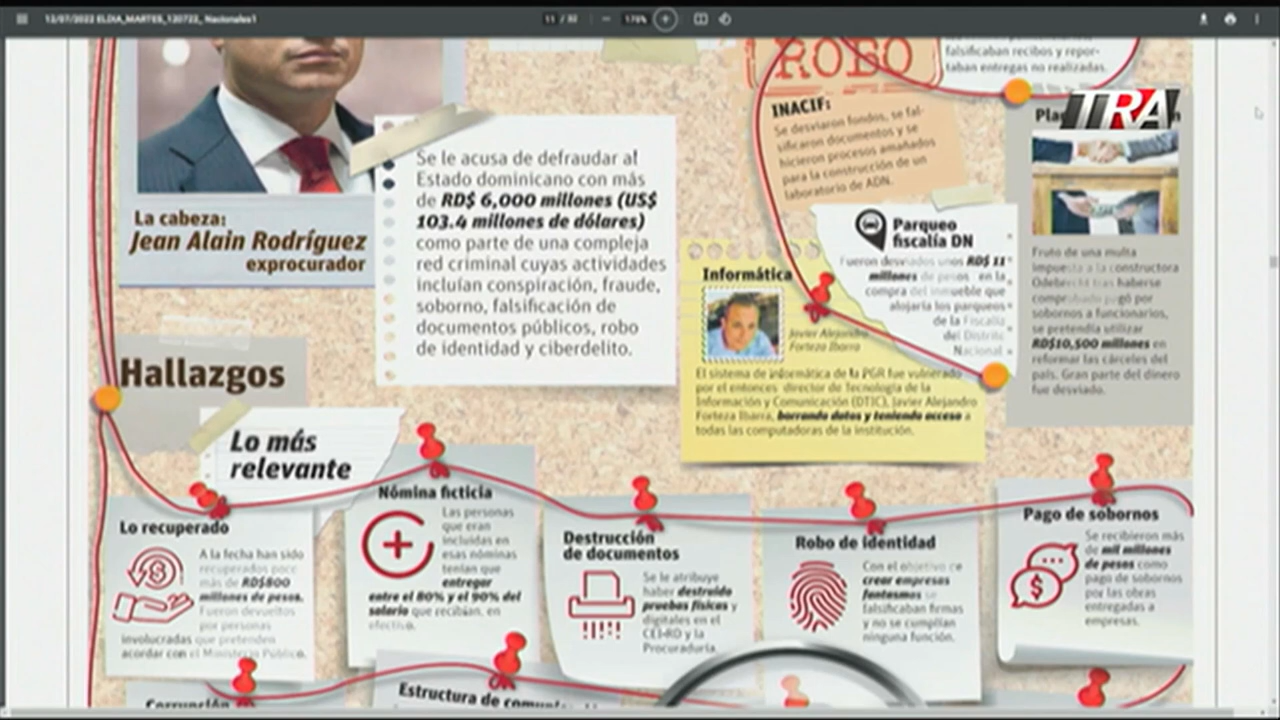 12/07/2022 ELDIA_MARTES_120722_ Nacionales1
11 / 32
170%
ROBO
falsificaban recibos y repor-
taban entregas no realizadas.
TRA
INACIF:
Se desviaron fondos, se fal-
sificaron documentos y se
hicieron procesos amañados
para la construcción de un
laboratorio de ADN.
La cabeza:
Jean Alain Rodríguez
exprocurador
Se le acusa de defraudar al
Estado dominicano con más
de RD$ 6,000 millones (US$
103.4 millones de dólares)
como parte de una compleja
red criminal cuyas actividades
incluían conspiración, fraude,
soborno, falsificación de
documentos públicos, robo
de identidad y ciberdelito.
Parqueo
fiscalía DN
Fueron desviados unos RD$ 11
millones de pesos en la
compra del inmueble que
alojaría los parqueos
de la Fiscalía
del Distrito
Nacional
Informática
Javier Alejandro
Forteza Ibarra
El sistema de informática de la PGR fue vulnerado
por el entonces director de Tecnología de la
Información y Comunicación (DTIC), Javier Alejandro
Forteza Ibarra, borrando datos y teniendo acceso a
todas las computadoras de la institución.
Fruto de una multa
impuesta a la constructora
Odebrecht tras haberse
comprobado pagó por
sobornos a funcionarios,
se pretendía utilizar
RD$10,500 millones en
reformar las cárceles del
país. Gran parte del dinero
fue desviado.
Hallazgos
Lo más
relevante
Lo recuperado
A la fecha han sido
recuperados poco
más de RD$800
millones de pesos.
Fueron devueltos
por personas
involucradas que pretenden
acordar con el Ministerio Público.
Nómina ficticia
Las personas
que eran
incluidas en
esas nóminas
tenían que
entregar
entre el 80% y el 90% del
salario que recibían, en
efectivo.
Destrucción
de documentos
Se le atribuye
haber destruido
pruebas físicas y
digitales en el
CEI-RD y la
Procuraduría.
Robo de identidad
Con el objetivo de
crear empresas
fantasmas se
falsificaban firmas
y no se cumplían
ninguna función.
Pago de sobornos
Se recibieron más
de mil millones
de pesos como
pago de sobornos
por las obras
entregadas a
empresas.
Corrupción
Estructura de